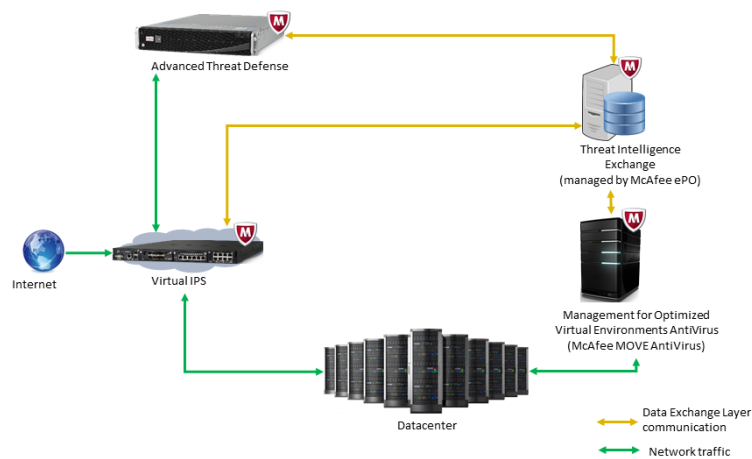 M
Advanced Threat Defense
M
Threat Intelligence
Exchange
(managed by McAfee ePO)
M
Internet
Virtual IPS
M
Management for Optimized
Virtual Environments AntiVirus
(McAfee MOVE AntiVirus)
Datacenter
Data Exchange Layer
communication
Network traffic